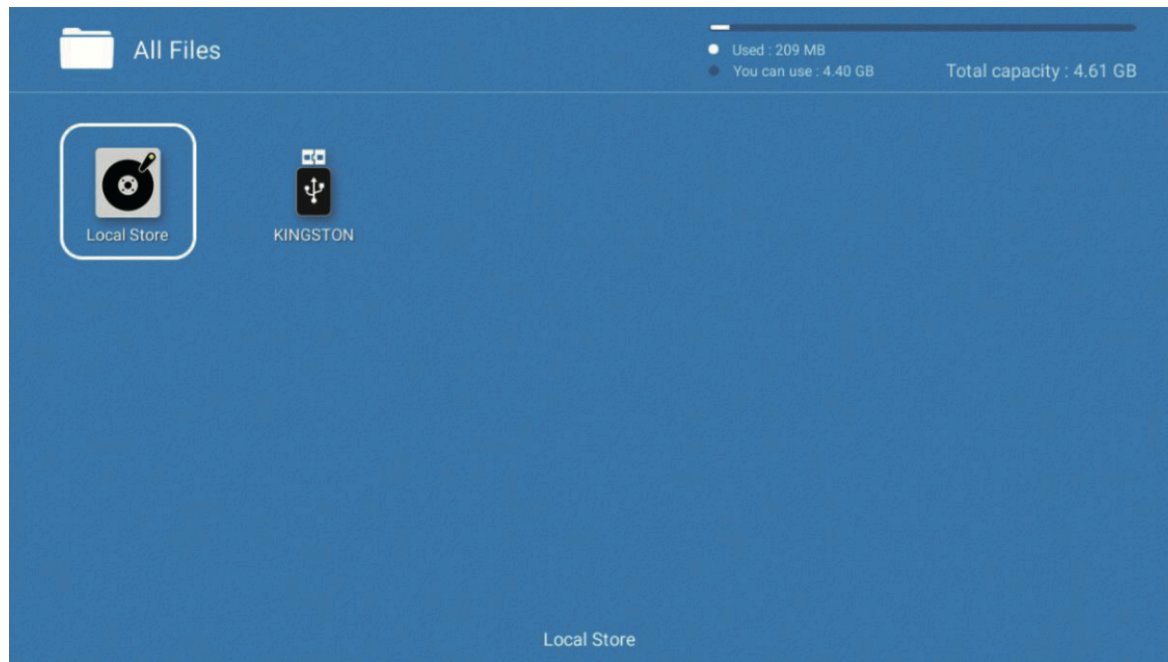 All Files
Used : 209 MB
You can use : 4.40 GB
Total capacity : 4.61 GB
Local Store
KINGSTON
Local Store